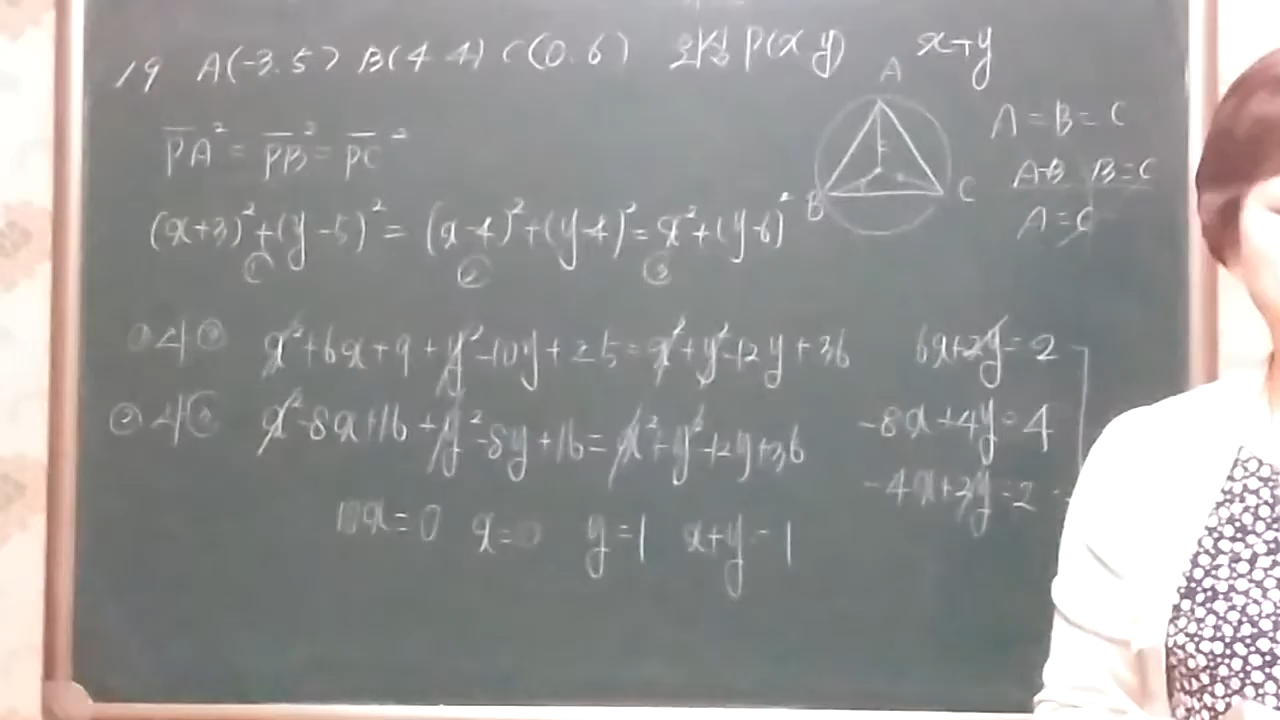 19 A(-3.5) B(4 4) C(0.6) 외심 P(x y) x+y
A
B
C
A=B=C
A=B B=C
A=C
PA²=PB²=PC²
(x+3)²+(y-5)²=(x-4)²+(y-4)²=x²+(y-6)²
① ② ③
x²+6x+9+y²-10y+25=x²+y²-12y+36 6x+2y=2
x²-8x+16+y²-8y+16=x²+y²-12y+36 -8x+4y=4
-4x+2y=2
10x=0 x=0 y=1 x+y=1